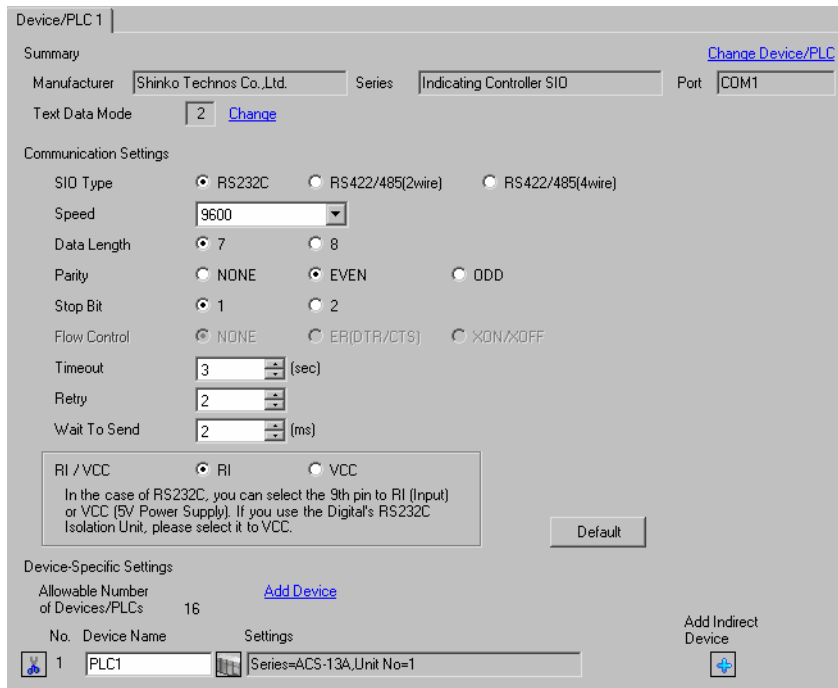 Device/PLC 1
Summary
Change Device/PLC
Manufacturer Shinko Technos Co.,Ltd. Series Indicating Controller SIO Port COM1
Text Data Mode 2 Change
Communication Settings
SIO Type RS232C RS422/485(2wire) RS422/485(4wire)
Speed 9600
Data Length 7 8
Parity NONE EVEN ODD
Stop Bit 1 2
Flow Control NONE ER(DTR/CTS) XON/XOFF
Timeout 3 (sec)
Retry 2
Wait To Send 2 (ms)
RI / VCC RI VCC
In the case of RS232C, you can select the 9th pin to RI (Input)
or VCC (5V Power Supply). If you use the Digital's RS232C
Isolation Unit, please select it to VCC.
Default
Device-Specific Settings
Allowable Number
of Devices/PLCs 16
Add Device
No. Device Name Settings
Add Indirect
Device
1 PLC1 Series=ACS-13A,Unit No=1